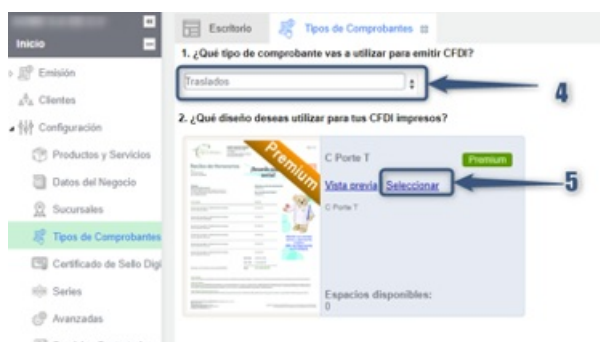 Inicio
Emisión
Clientes
Configuración
Productos y Servicios
Datos del Negocio
Sucursales
Tipos de Comprobantes
Certificado de Sello Digi
Series
Avanzadas
Escritorio
Tipos de Comprobantes
1. ¿Qué tipo de comprobante vas a utilizar para emitir CFDI?
Traslados
4
2. ¿Qué diseño deseas utilizar para tus CFDI impresos?
Premium
C Porte T
Premium
Vista previa
Seleccionar
5
C Porte T
Espacios disponibles:
0